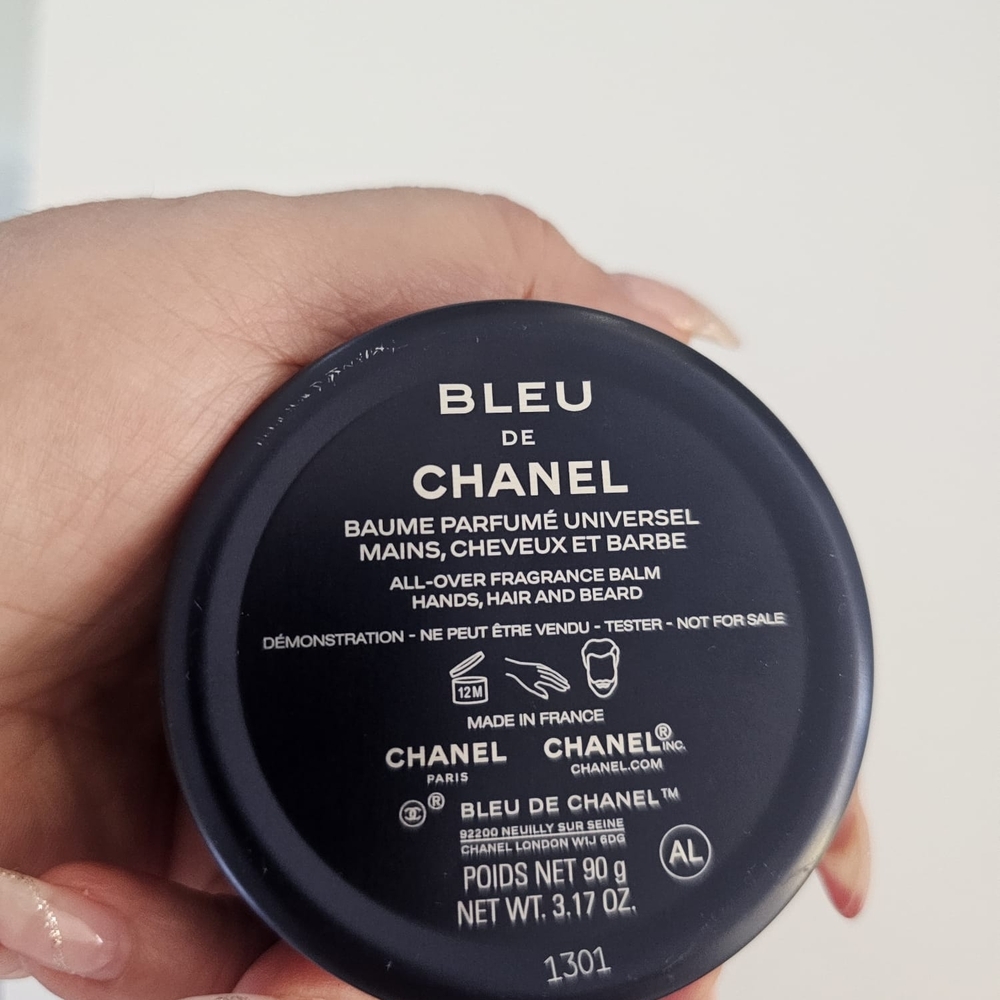 BLEU
DE
CHANEL
BAUME PARFUMÉ UNIVERSEL
MAINS, CHEVEUX ET BARBE
ALL-OVER FRAGRANCE BALM
HANDS, HAIR AND BEARD
DÉMONSTRATION - NE PEUT ÊTRE VENDU - TESTER - NOT FOR SALE
12M
MADE IN FRANCE
CHANEL CHANEL® INC.
PARIS CHANEL.COM
® BLEU DE CHANEL™
92200 NEUILLY SUR SEINE
CHANEL LONDON W1J 6DG
AL
POIDS NET 90 g
NET WT. 3.17 OZ.
1301